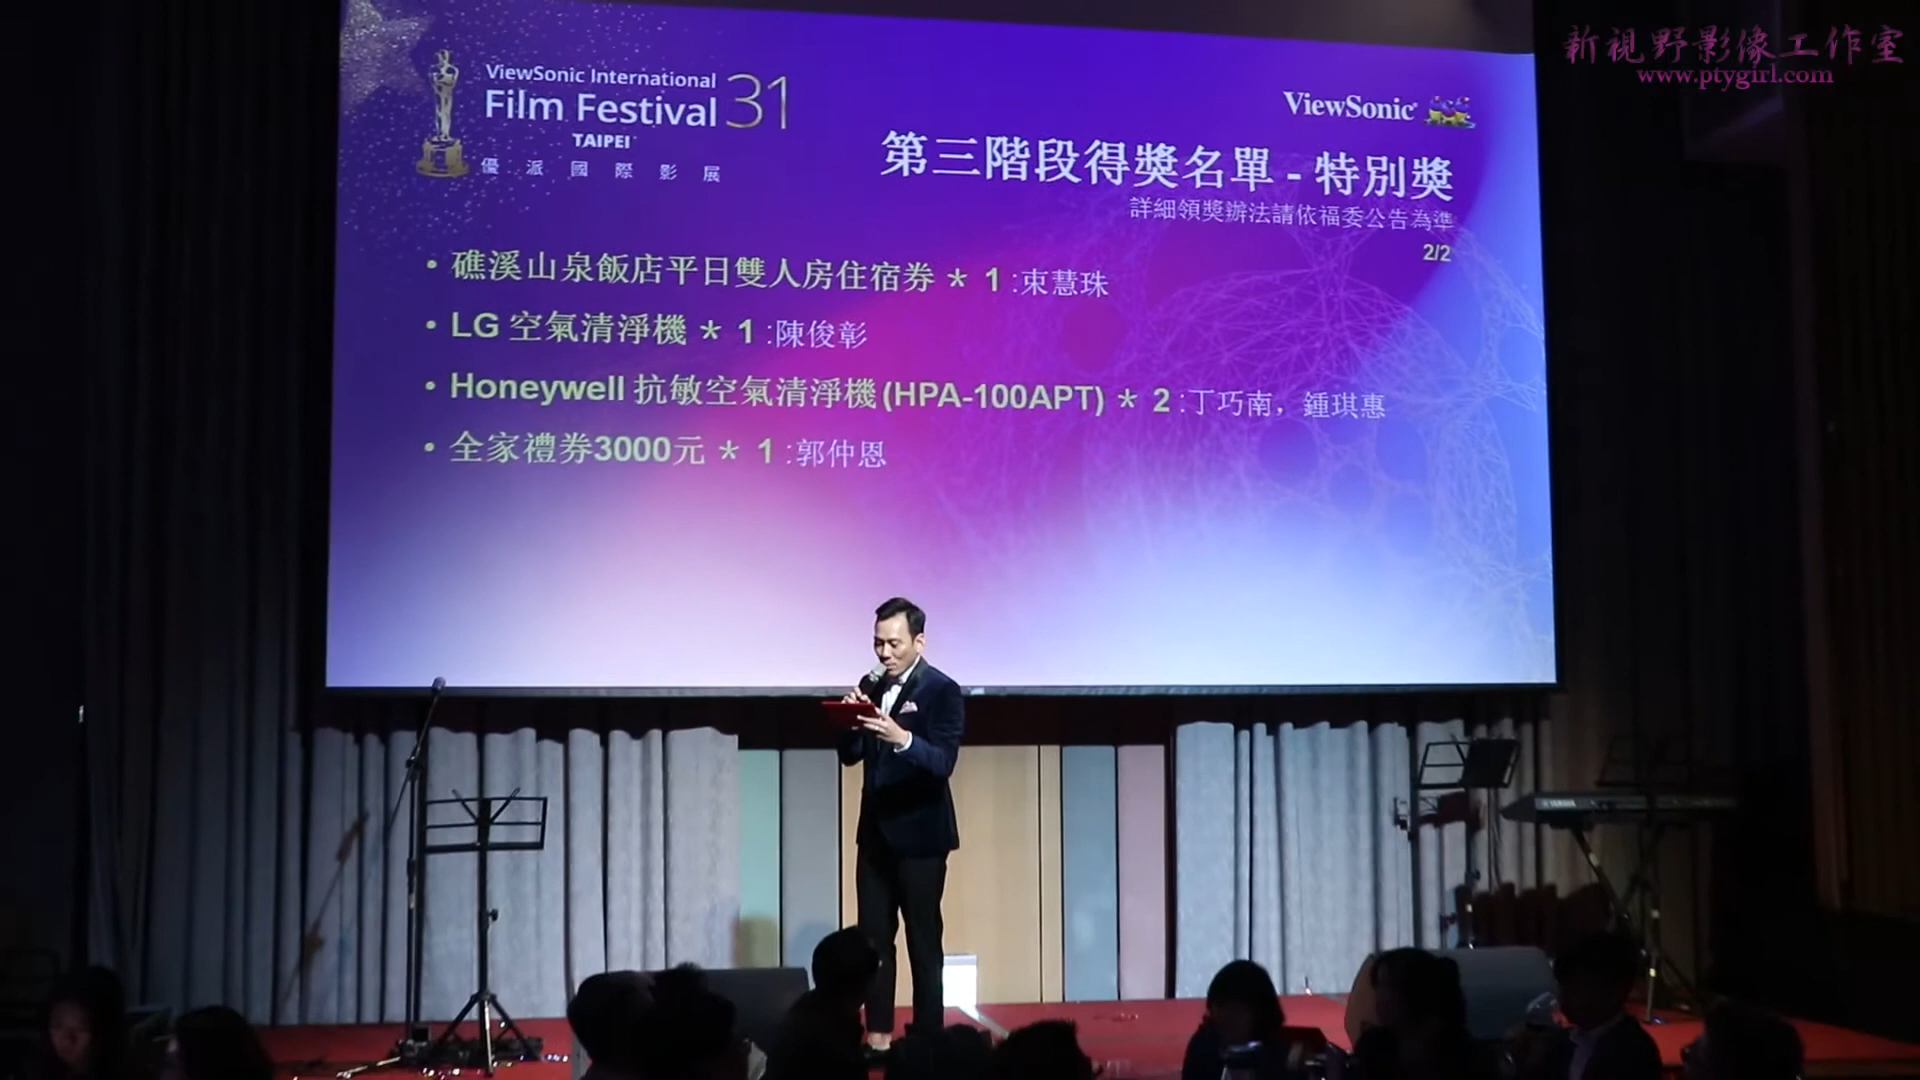 新視野影像工作室
www.ptygirl.com
ViewSonic International
Film Festival 31
TAIPEI
優派國際影展
ViewSonic
第三階段得獎名單 - 特別獎
詳細領獎辦法請依福委公告為準
2/2
• 礁溪山泉飯店平日雙人房住宿券 * 1 :束慧珠
• LG 空氣清淨機 * 1 :陳俊彰
• Honeywell 抗敏空氣清淨機(HPA-100APT) * 2 :丁巧南，鍾琪惠
• 全家禮券3000元 * 1 :郭仲恩
YAMAHA